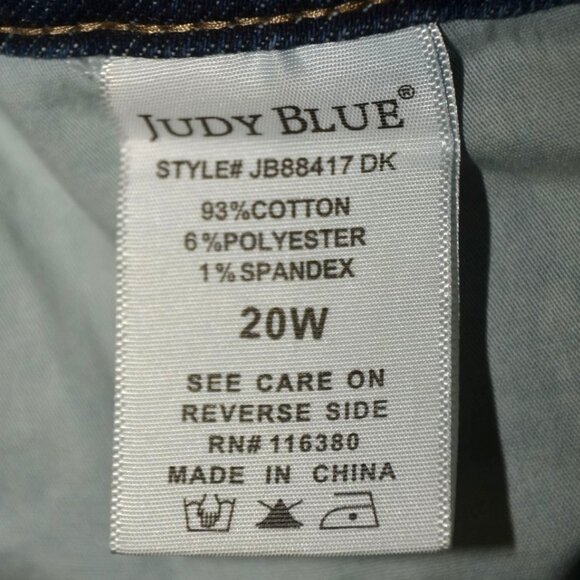 JUDY BLUE®
STYLE# JB88417 DK
93%COTTON
6%POLYESTER
1%SPANDEX
20W
SEE CARE ON
REVERSE SIDE
RN# 116380
MADE IN CHINA